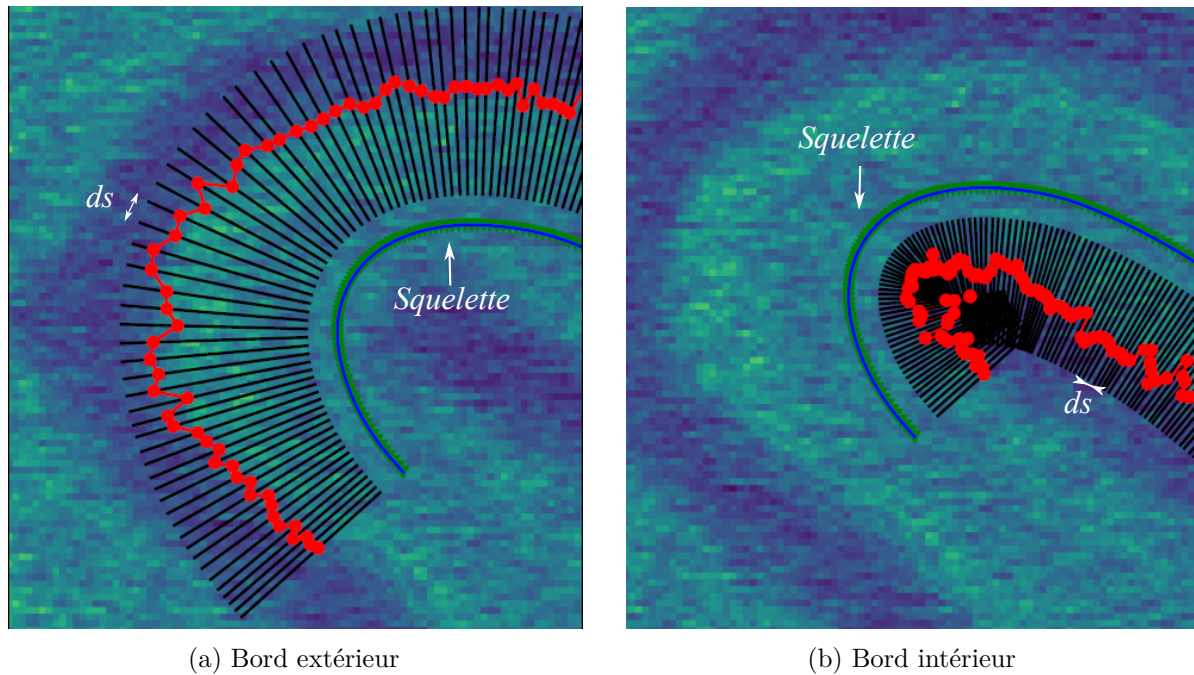 ds
Squelette
Squelette
ds
(a) Bord extérieur
(b) Bord intérieur